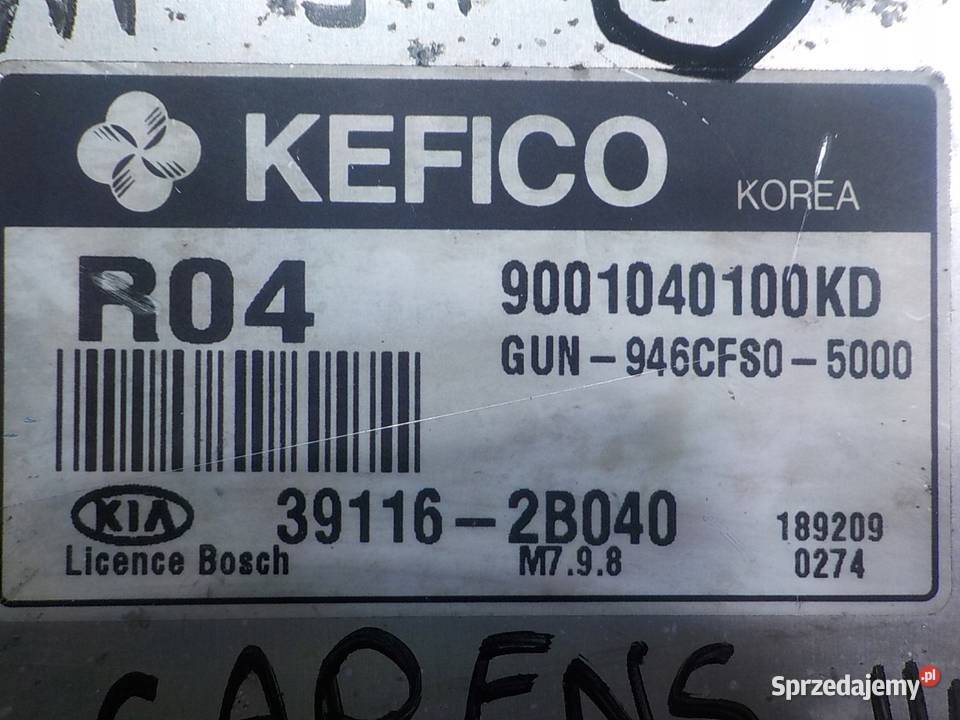 KEFICO
KOREA
R04
9001040100KD
GUN-946CFS0-5000
KIA
39116-2B040
189209
Licence Bosch
M7.9.8
0274
CARENS
Sprzedajemy.pl